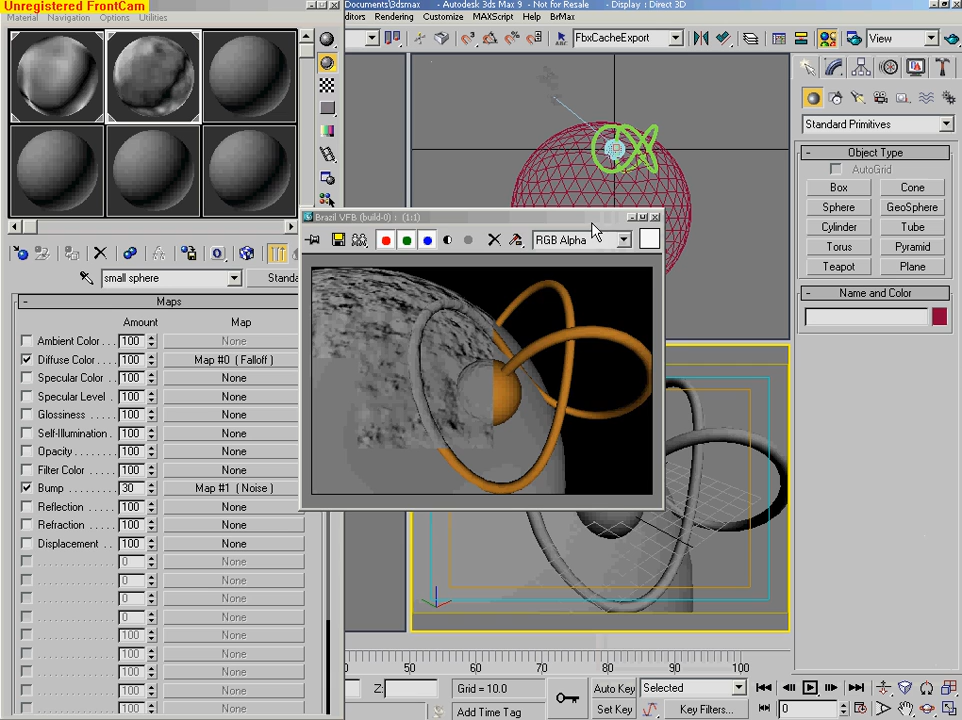 Unregistered FrontCam
Documents\3dsmax - Autodesk 3ds Max 9 - Not for Resale - Display : Direct 3D
Material Navigation Options Utilities
ditors Rendering Customize MAXScript Help BrMax
FbxCacheExport
View
Standard Primitives
- Object Type
AutoGrid
Box Cone
Sphere GeoSphere
Cylinder Tube
Torus Pyramid
Teapot Plane
- Name and Color
Brazil VFB (build-0) : (1:1)
RGB Alpha
small sphere
Standa
- Maps
Amount Map
Ambient Color . . . 100 None
Diffuse Color . . . . 100 Map #0 ( Falloff )
Specular Color . . 100 None
Specular Level . . 100 None
Glossiness . . . . . 100 None
Self-Illumination . . 100 None
Opacity . . . . . . . 100 None
Filter Color . . . . . 100 None
Bump . . . . . . . . . 30 Map #1 ( Noise )
Reflection . . . . . . 100 None
Refraction . . . . . 100 None
Displacement . . . 100 None
0 None
0 None
0 None
0 None
100 None
100 None
100 None
100 None
100 None
40 50 60 70 80 90 100
Z: Grid = 10.0 Auto Key Selected
Add Time Tag Set Key Key Filters... 0